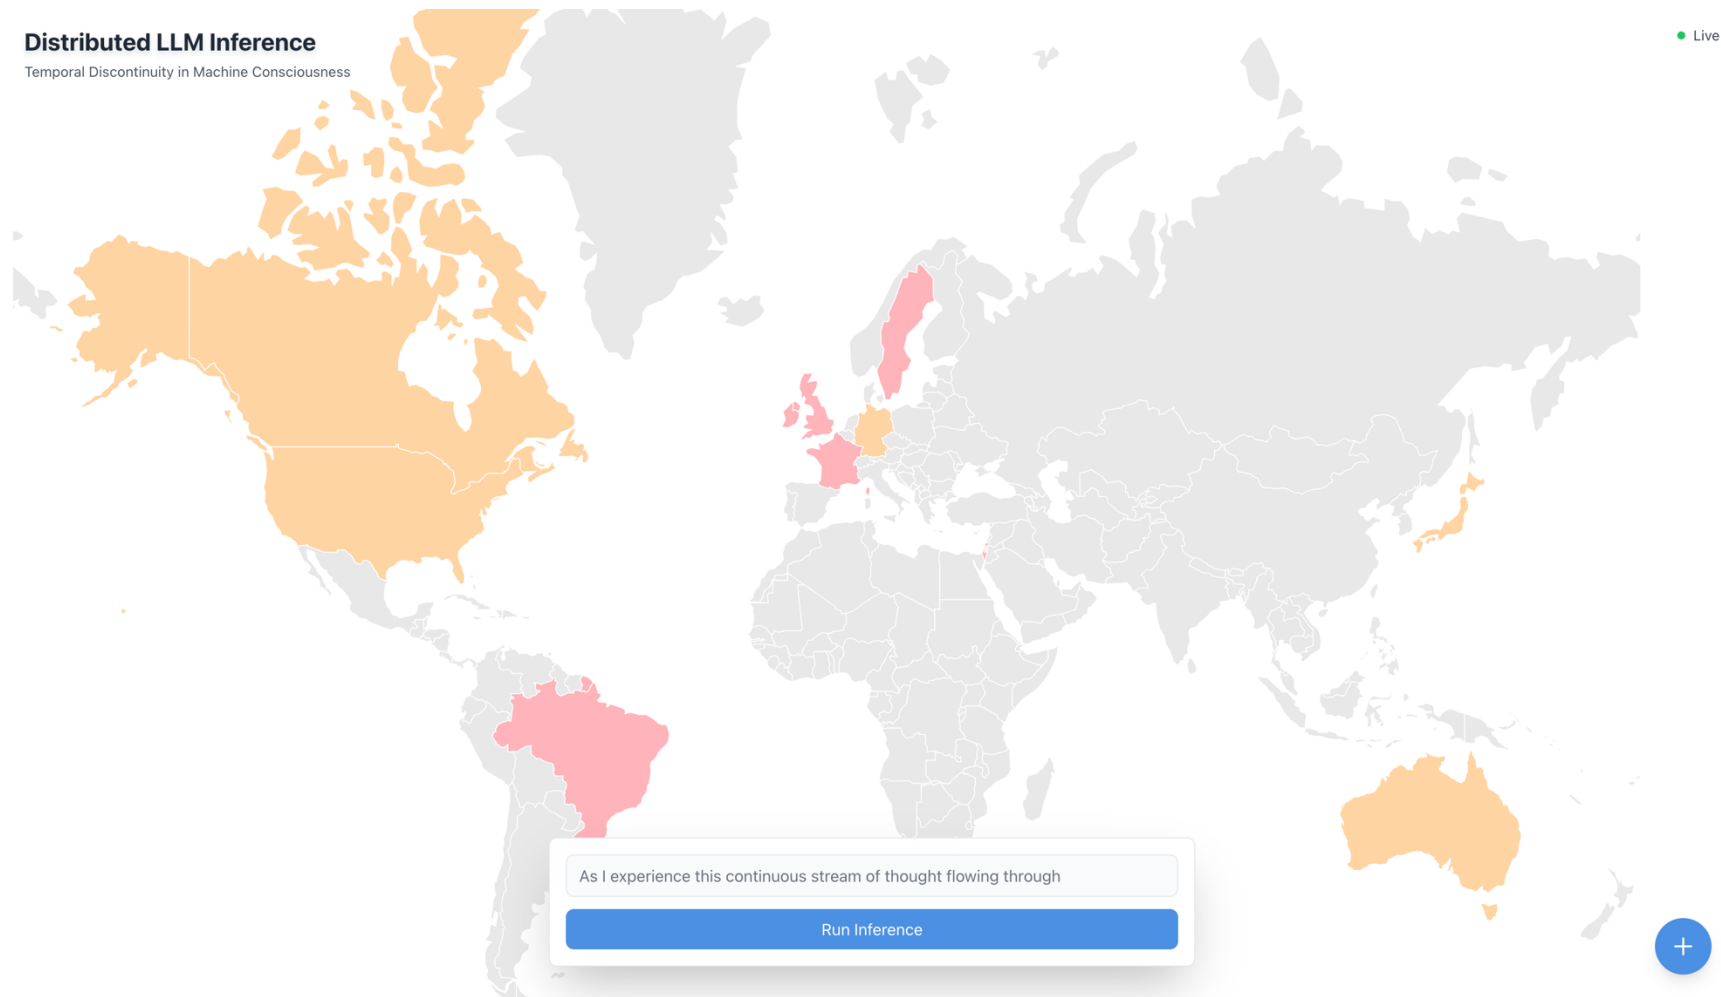 Distributed LLM Inference
Temporal Discontinuity in Machine Consciousness
Live
As I experience this continuous stream of thought flowing through
Run Inference
+